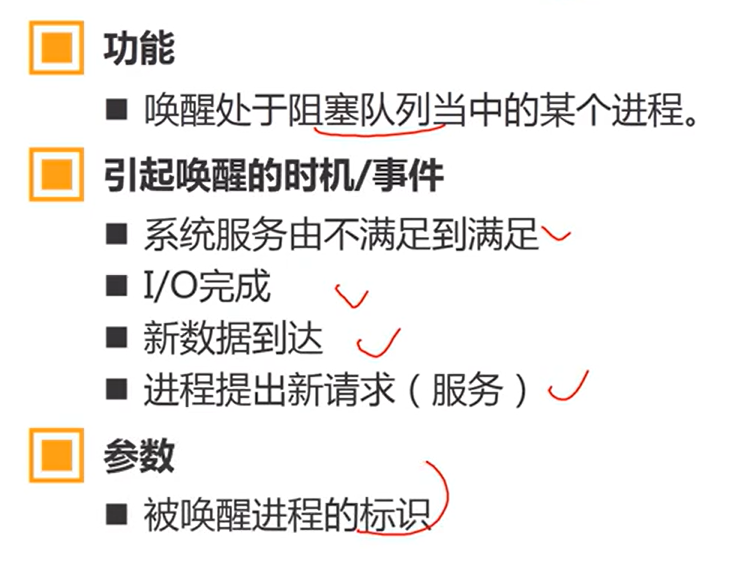 功能
唤醒处于阻塞队列当中的某个进程。
引起唤醒的时机/事件
系统服务由不满足到满足
I/O完成
新数据到达
进程提出新请求（服务）
参数
被唤醒进程的标识